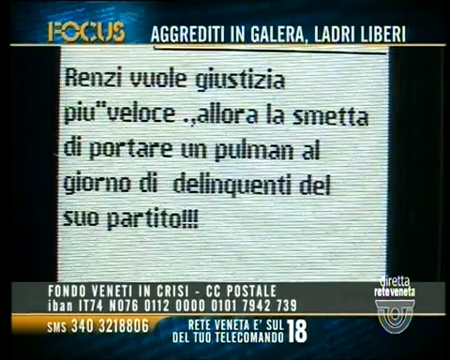 FOCUS AGGREDITI IN GALERA, LADRI LIBERI
Renzi vuole giustizia
piu"veloce .,allora la smetta
di portare un pulman al
giorno di delinquenti del
suo partito!!!
diretta
reteveneta
FONDO VENETI IN CRISI - CC POSTALE
iban IT74 N076 0112 0000 0101 7942 739
SMS 340 3218806
RETE VENETA E' SUL
DEL TUO TELECOMANDO 18